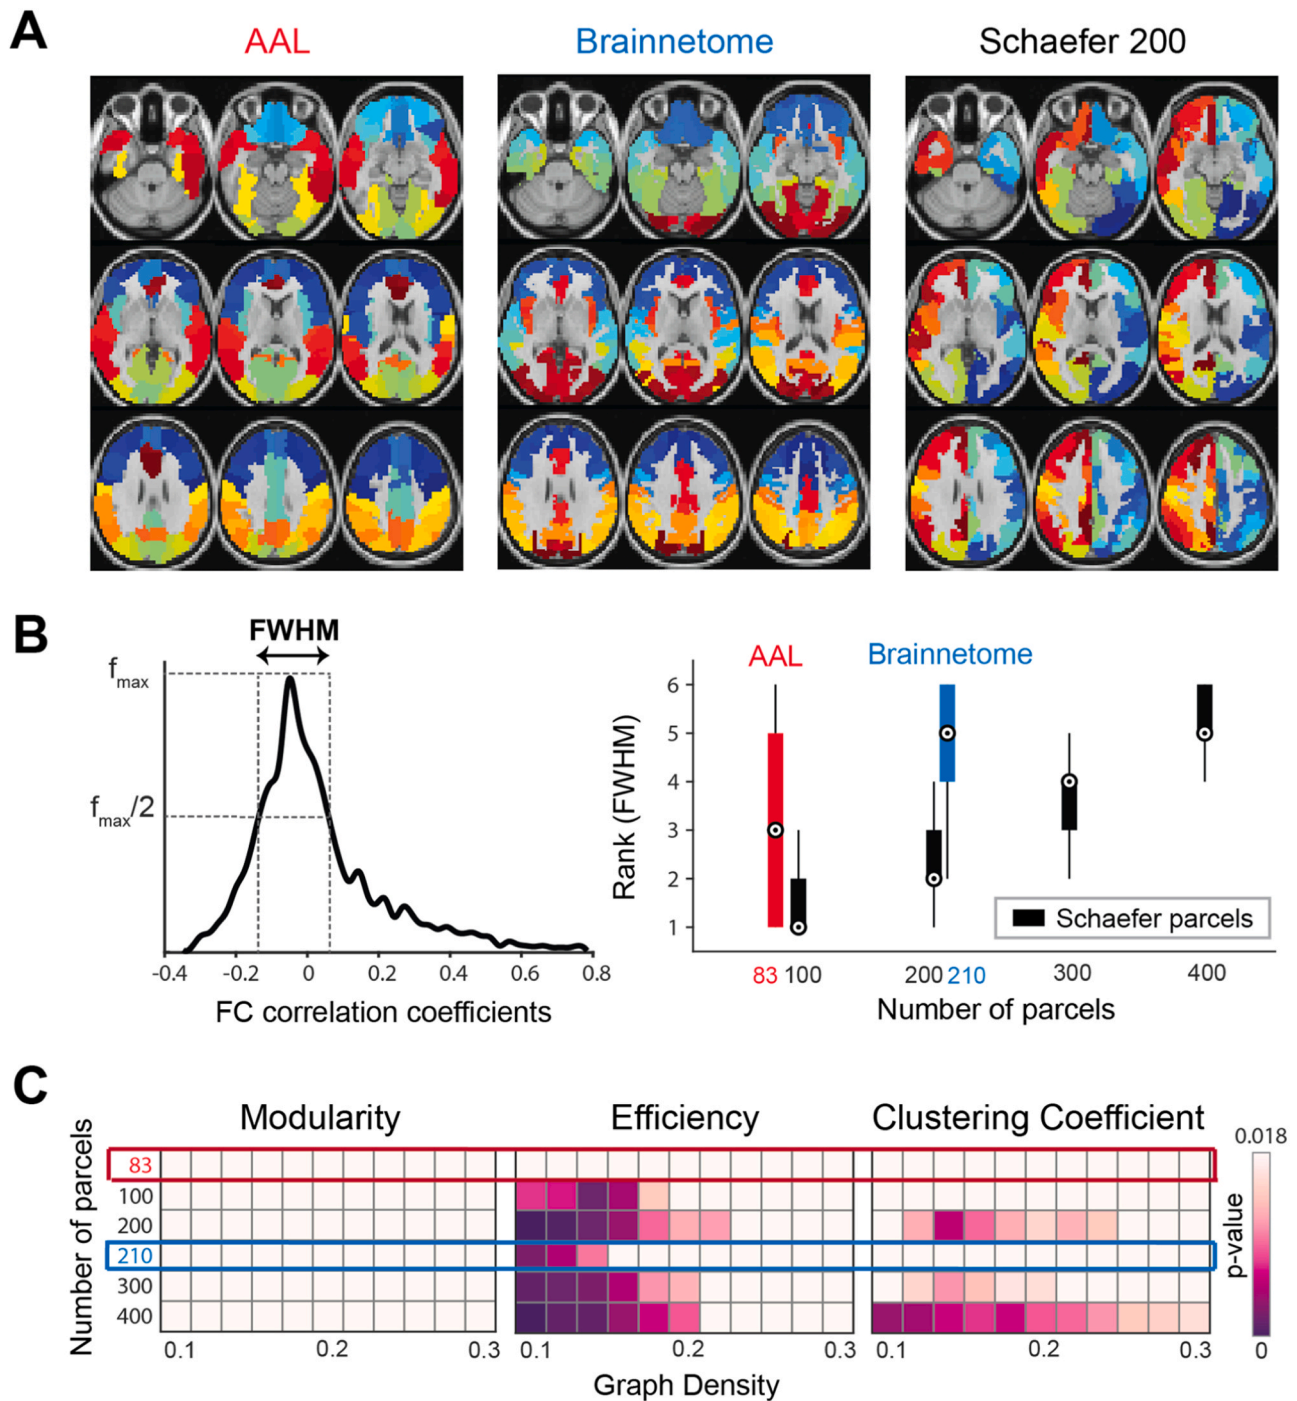 A
AAL Brainnetome Schaefer 200
B
FWHM
fmax
fmax/2
-0.4 -0.2 0 0.2 0.4 0.6 0.8
FC correlation coefficients
AAL Brainnetome
Rank (FWHM)
6
5
4
3
2
1
Schaefer parcels
83 100 200 210 300 400
Number of parcels
C
Modularity Efficiency Clustering Coefficient
Number of parcels
83
100
200
210
300
400
0.1 0.2 0.3 0.1 0.2 0.1 0.2 0.3
Graph Density
0.018
p-value
0